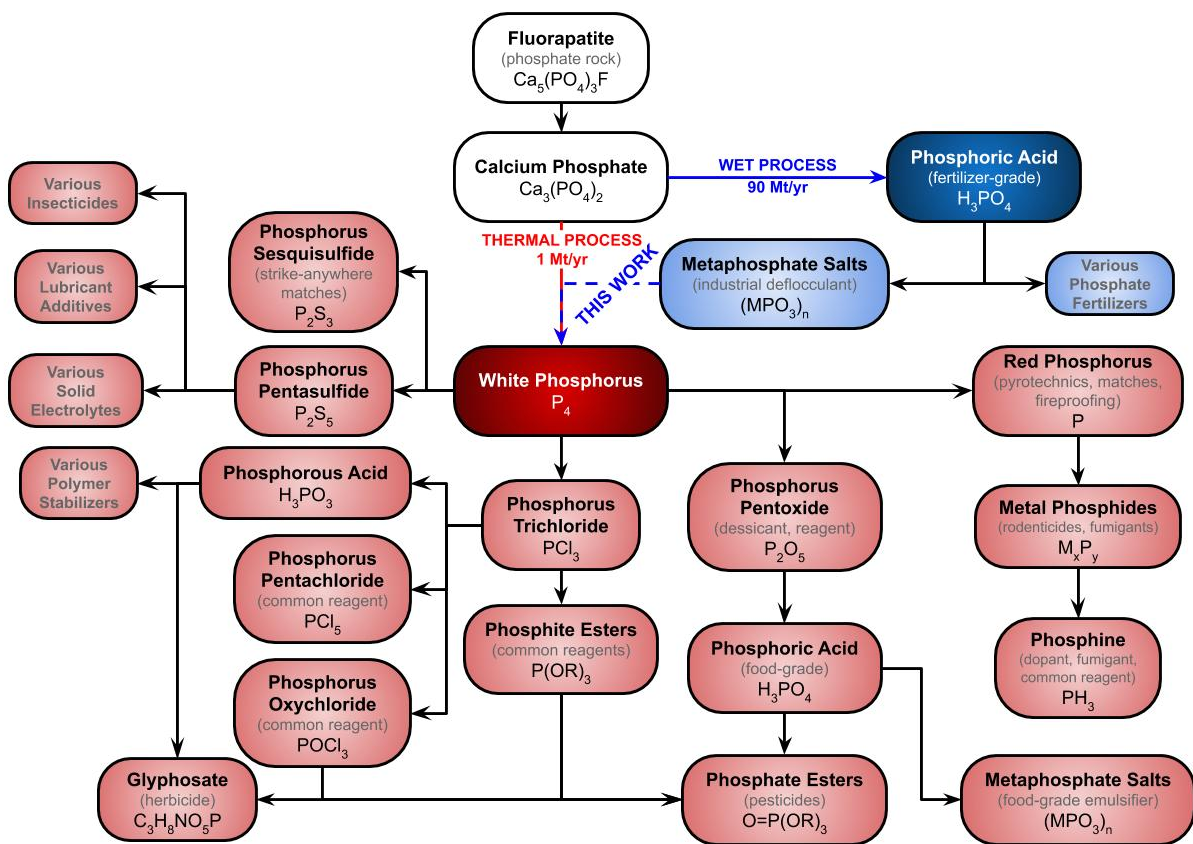 Fluorapatite
(phosphate rock)
Ca5(PO4)3F
Calcium Phosphate
Ca3(PO4)2
WET PROCESS
90 Mt/yr
Phosphoric Acid
(fertilizer-grade)
H3PO4
THERMAL PROCESS
1 Mt/yr
THIS WORK
Metaphosphate Salts
(industrial deflocculant)
(MPO3)n
Various
Phosphate
Fertilizers
Various
Insecticides
Various
Lubricant
Additives
Various
Solid
Electrolytes
Phosphorus
Sesquisulfide
(strike-anywhere
matches)
P2S3
Phosphorus
Pentasulfide
P2S5
White Phosphorus
P4
Red Phosphorus
(pyrotechnics, matches,
fireproofing)
P
Various
Polymer
Stabilizers
Phosphorous Acid
H3PO3
Phosphorus
Trichloride
PCl3
Phosphorus
Pentoxide
(dessicant, reagent)
P2O5
Metal Phosphides
(rodenticides, fumigants)
MxPy
Phosphorus
Pentachloride
(common reagent)
PCl5
Phosphite Esters
(common reagents)
P(OR)3
Phosphoric Acid
(food-grade)
H3PO4
Phosphine
(dopant, fumigant,
common reagent)
PH3
Phosphorus
Oxychloride
(common reagent)
POCl3
Glyphosate
(herbicide)
C3H8NO5P
Phosphate Esters
(pesticides)
O=P(OR)3
Metaphosphate Salts
(food-grade emulsifier)
(MPO3)n